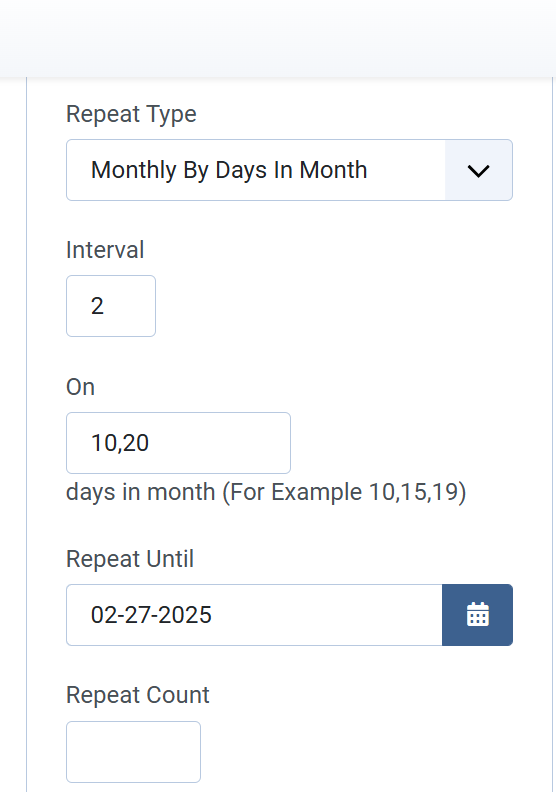 Repeat Type
Monthly By Days In Month
Interval
2
On
10,20
days in month (For Example 10,15,19)
Repeat Until
02-27-2025
Repeat Count